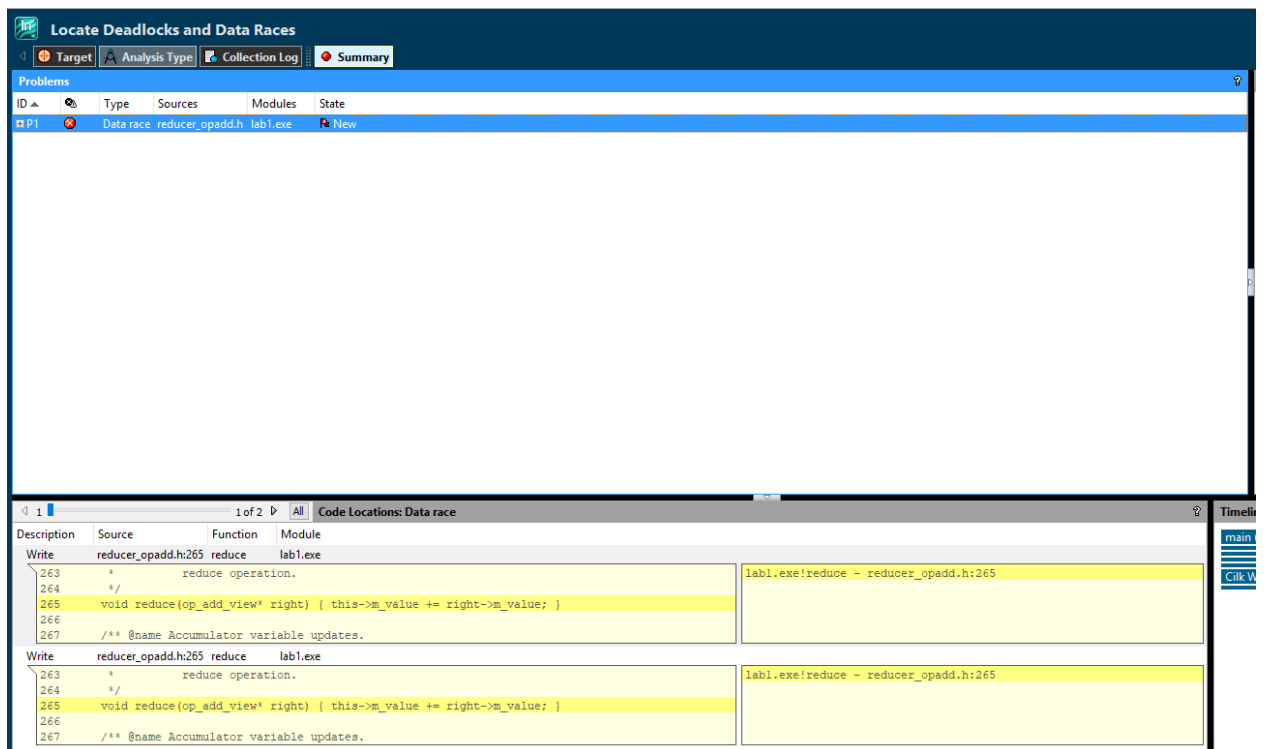 Locate Deadlocks and Data Races
Target Analysis Type Collection Log Summary
Problems ?
ID Type Sources Modules State
P1 Data race reducer_opadd.h lab1.exe New
1 1 of 2 All Code Locations: Data race ? Timelin
Description Source Function Module
Write reducer_opadd.h:265 reduce lab1.exe
263 * reduce operation.
264 */
265 void reduce(op_add_view* right) { this->m_value += right->m_value; }
266
267 /** @name Accumulator variable updates.
lab1.exe!reduce - reducer_opadd.h:265
Write reducer_opadd.h:265 reduce lab1.exe
263 * reduce operation.
264 */
265 void reduce(op_add_view* right) { this->m_value += right->m_value; }
266
267 /** @name Accumulator variable updates.
lab1.exe!reduce - reducer_opadd.h:265
main
Cilk W